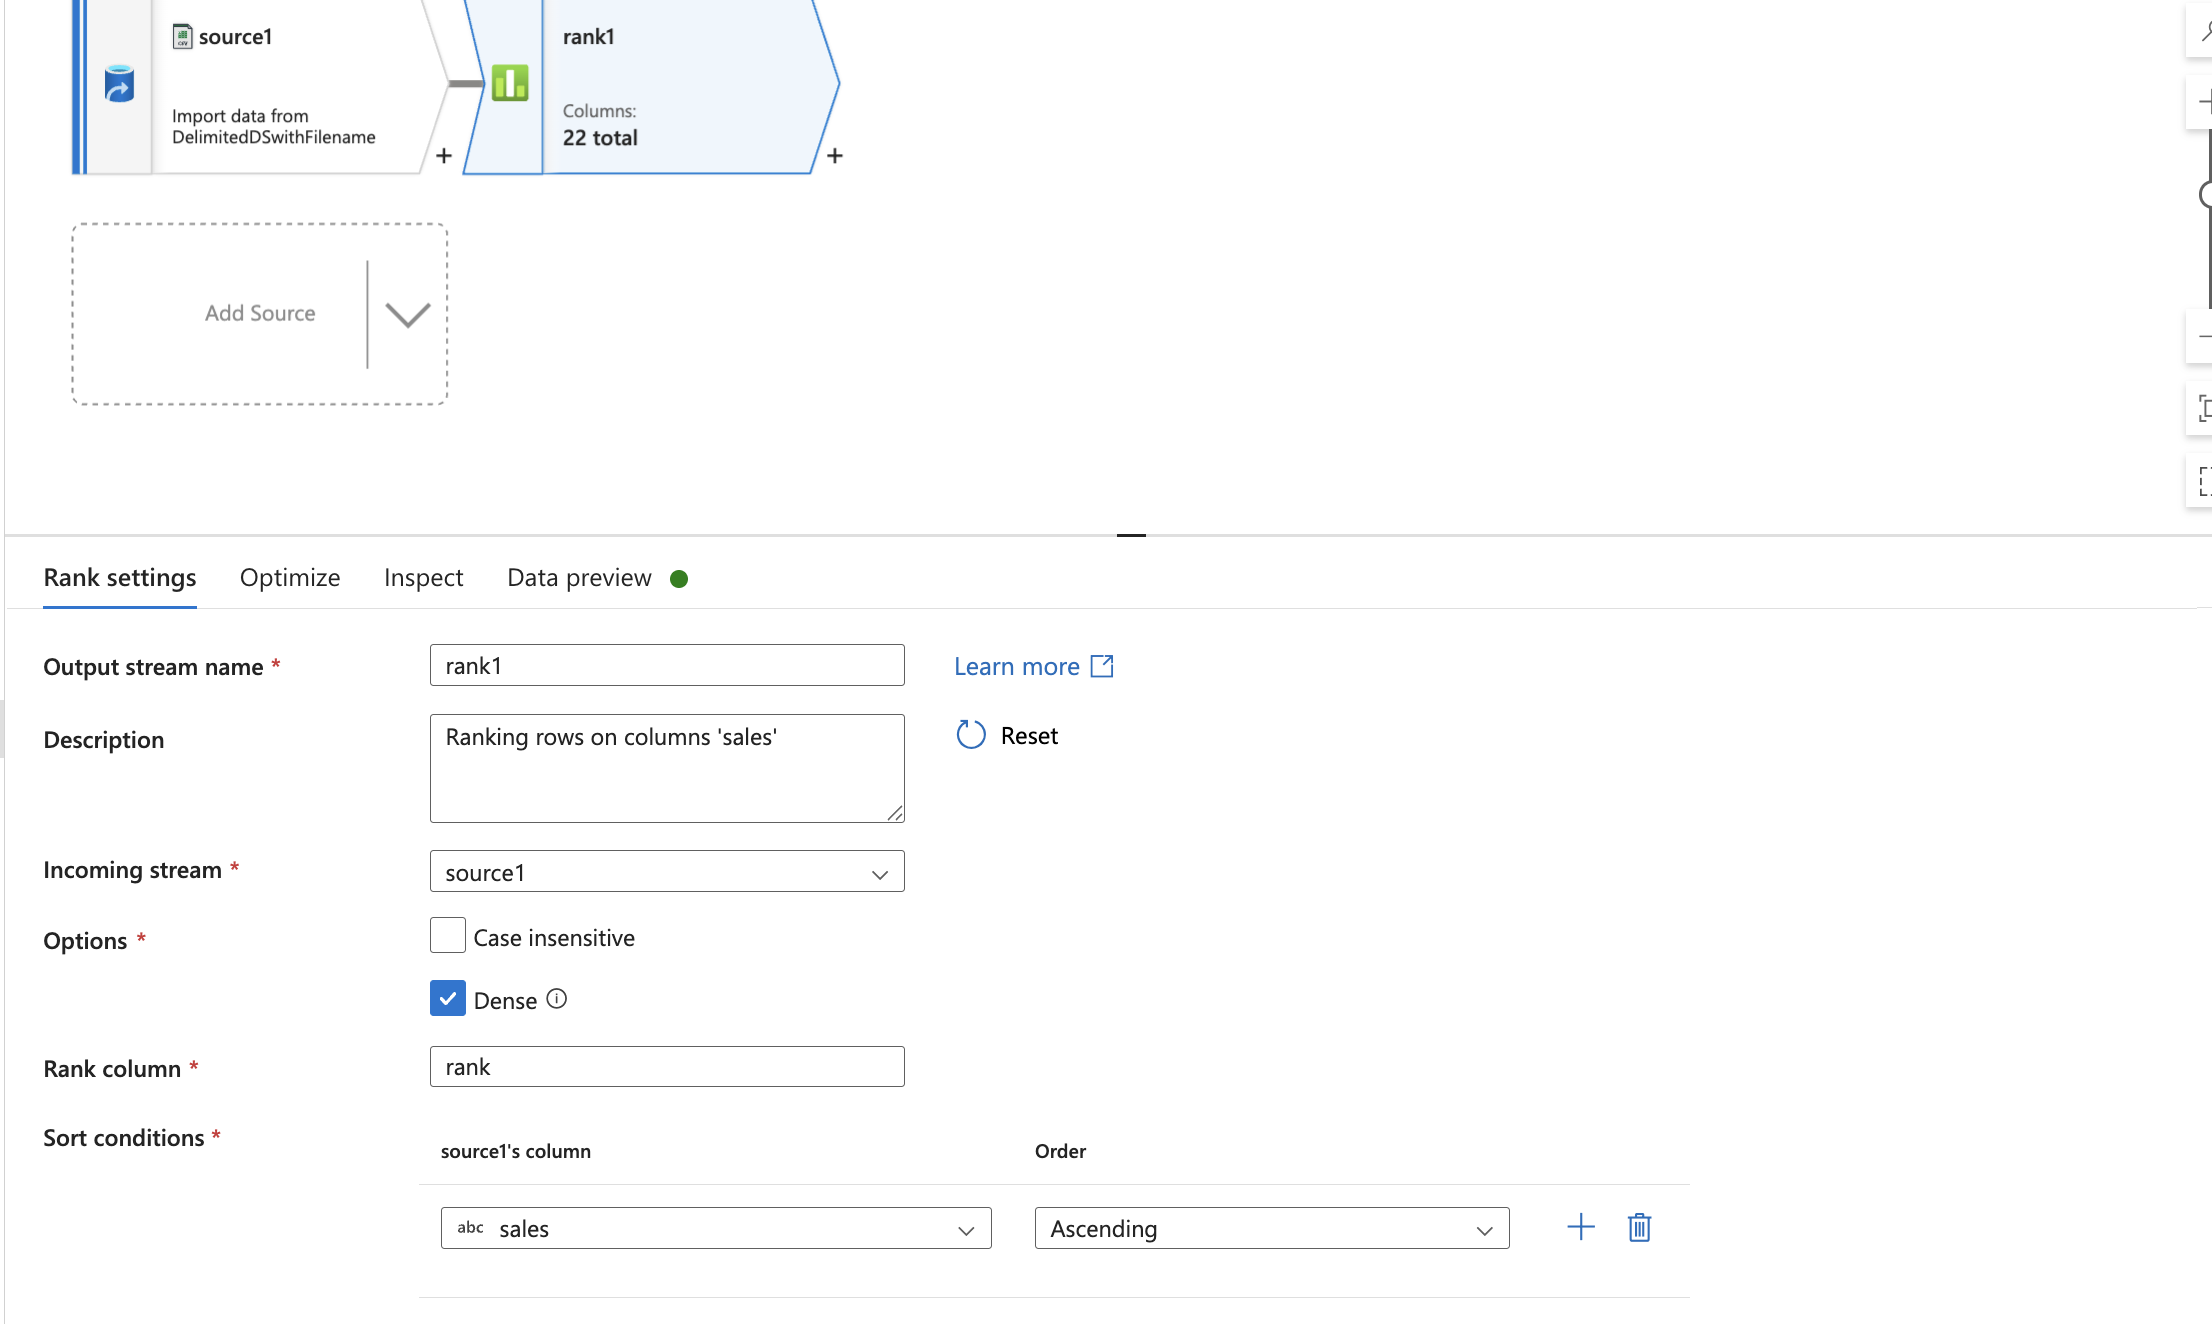 source1
Import data from
DelimitedDSwithFilename
+
rank1
Columns:
22 total
+
Add Source
Rank settings
Optimize
Inspect
Data preview
Output stream name *
rank1
Learn more
Description
Ranking rows on columns 'sales'
Reset
Incoming stream *
source1
Options *
Case insensitive
Dense
Rank column *
rank
Sort conditions *
source1's column
Order
abc sales
Ascending